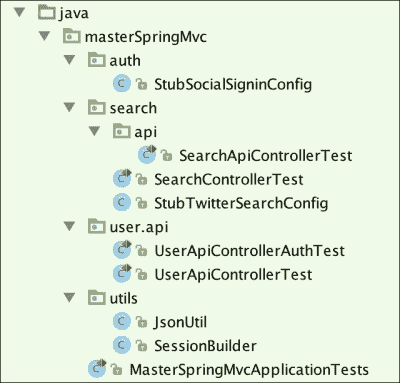 java
masterSpringMvc
auth
StubSocialSigninConfig
search
api
SearchApiControllerTest
SearchControllerTest
StubTwitterSearchConfig
user.api
UserApiControllerAuthTest
UserApiControllerTest
utils
JsonUtil
SessionBuilder
MasterSpringMvcApplicationTests